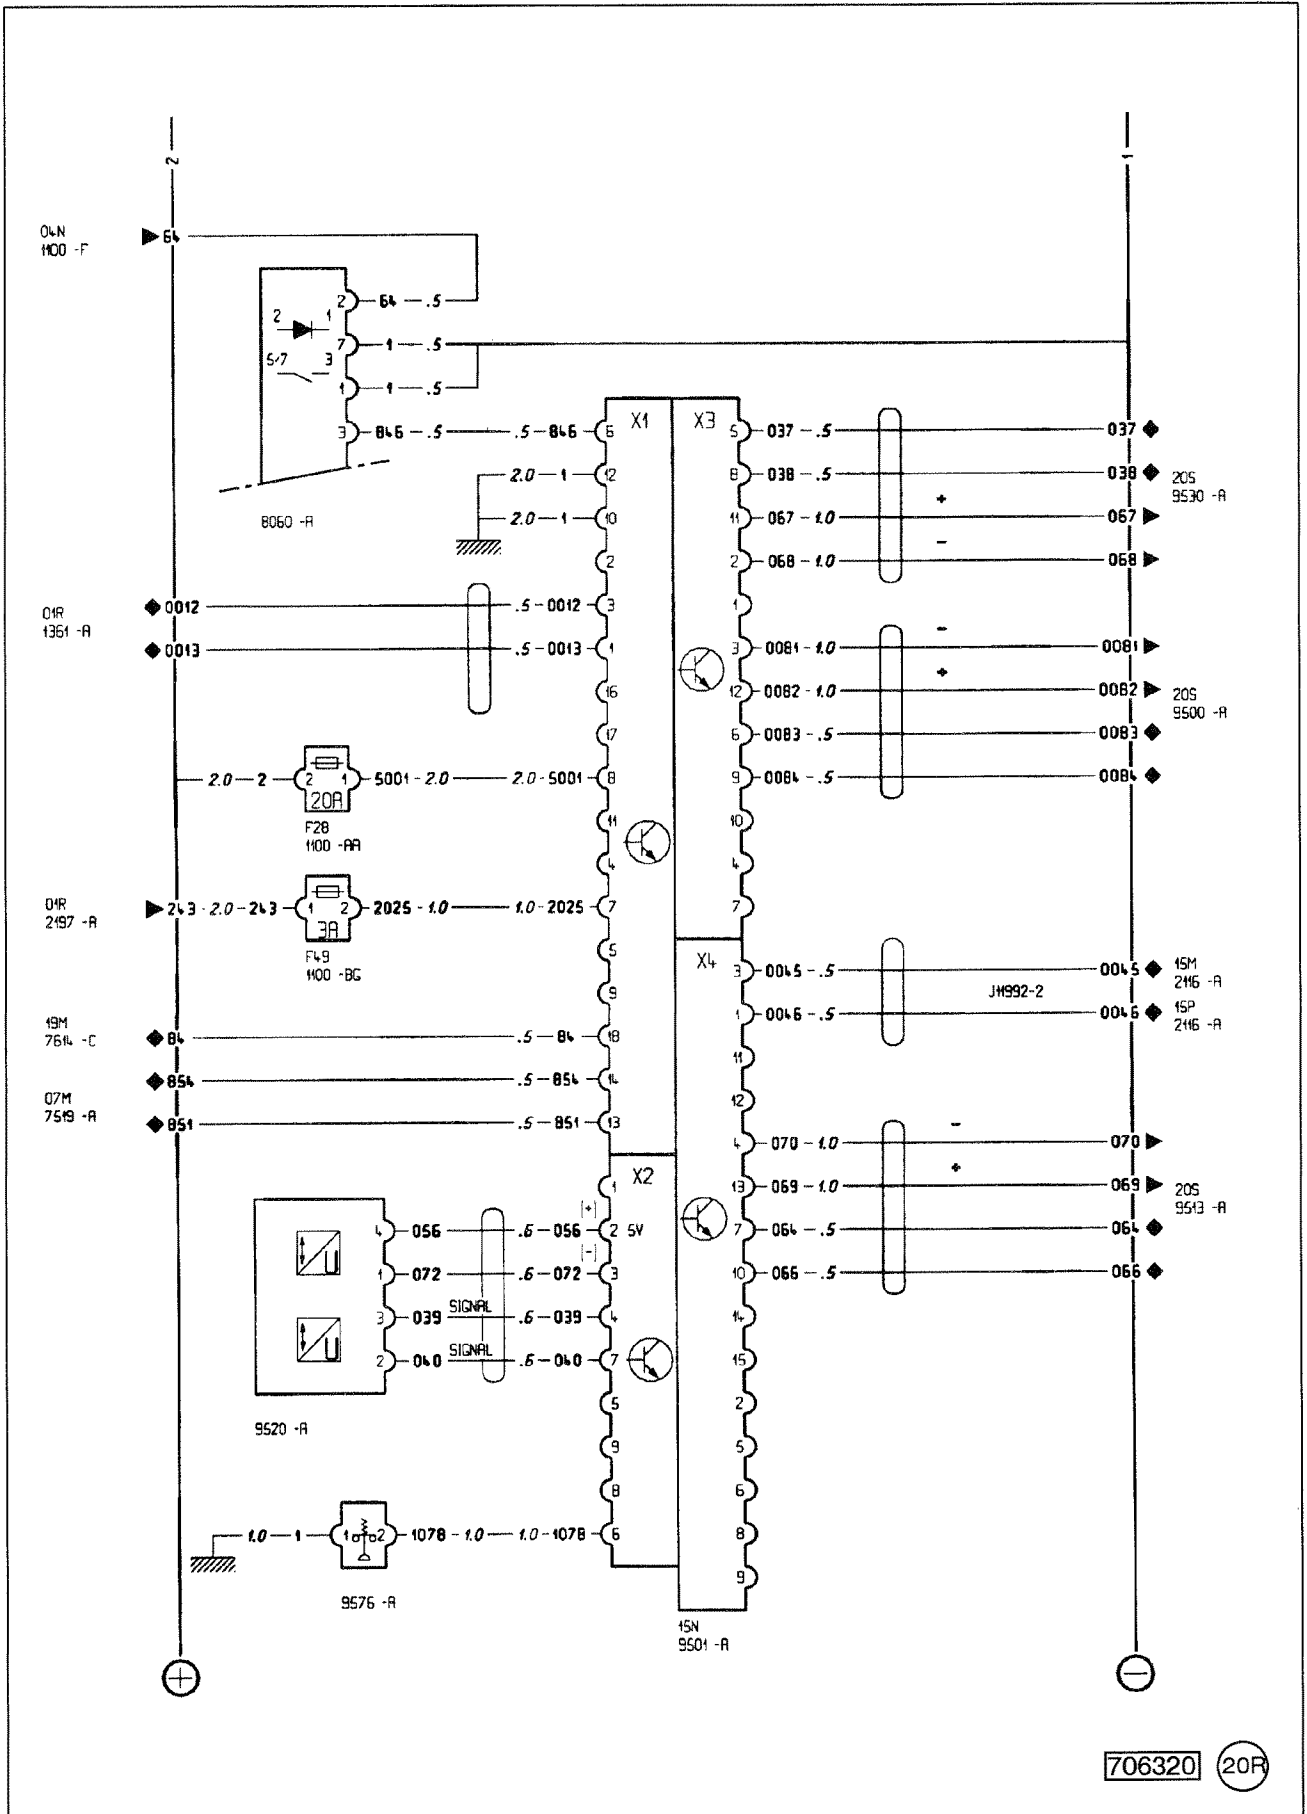 2
1
04N
1100 -F
64
2 64 - .5
2 1
7 1 - .5
5/7 3
1 1 - .5
3 846 - .5 .5 - 846 6
8060 -A
2.0 - 1 12
2.0 - 1 10
2
01R
1361 -A
0012 .5 - 0012 3
0013 .5 - 0013 1
16
17
2.0 - 2 2 1 5001 - 2.0 2.0 - 5001 8
20A
F28
1100 -AA
11
4
01R
2197 -A
243 - 2.0 - 243 1 2 2025 - 1.0 1.0 - 2025 7
3A
F49
1100 -BG
5
9
19M
7614 -C
84 .5 - 84 18
854 .5 - 854 14
07M
7519 -A
851 .5 - 851 13
X1
X2
1
[+]
4 056 .6 - 056 2 5V
[-]
1 072 .6 - 072 3
3 039 SIGNAL .6 - 039 4
2 040 SIGNAL .6 - 040 7
U
U
9520 -A
5
9
8
1.0 - 1 1 2 1078 - 1.0 1.0 - 1078 6
9576 -A
X3
5 037 - .5 037
8 038 - .5 038
20S
9530 -A
+
11 067 - 1.0 067
-
2 068 - 1.0 068
1
-
3 0081 - 1.0 0081
+
12 0082 - 1.0 0082
20S
9500 -A
6 0083 - .5 0083
9 0084 - .5 0084
10
4
7
X4
3 0045 - .5 0045
15M
2116 -A
J11992-2
1 0046 - .5 0046
15P
2116 -A
11
12
-
4 070 - 1.0 070
+
13 069 - 1.0 069
20S
9513 -A
7 064 - .5 064
10 066 - .5 066
14
15
2
5
6
8
9
15N
9501 -A
+
-
706320 20R